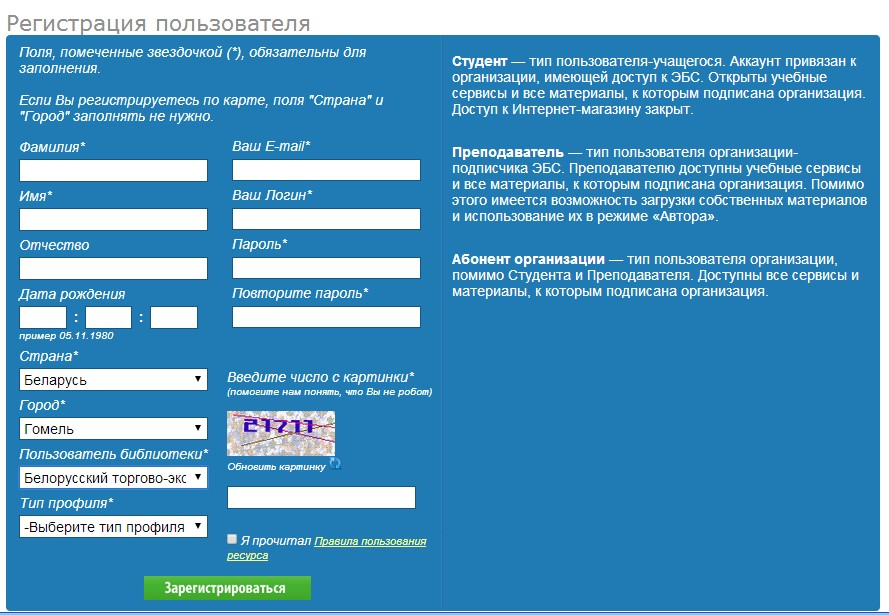 Регистрация пользователя
Поля, помеченные звездочкой (*), обязательны для
заполнения.
Если Вы регистрируетесь по карте, поля "Страна" и
"Город" заполнять не нужно.
Фамилия*
Имя*
Отчество
Дата рождения
: :
пример 05.11.1980
Страна*
Беларусь
Город*
Гомель
Пользователь библиотеки*
Белорусский торгово-экс
Тип профиля*
-Выберите тип профиля
Ваш E-mail*
Ваш Логин*
Пароль*
Повторите пароль*
Введите число с картинки*
(помогите нам понять, что Вы не робот)
21711
Обновить картинку
Я прочитал Правила пользования
ресурса
Зарегистрироваться
Студент — тип пользователя-учащегося. Аккаунт привязан к
организации, имеющей доступ к ЭБС. Открыты учебные
сервисы и все материалы, к которым подписана организация.
Доступ к Интернет-магазину закрыт.
Преподаватель — тип пользователя организации-
подписчика ЭБС. Преподавателю доступны учебные сервисы
и все материалы, к которым подписана организация. Помимо
этого имеется возможность загрузки собственных материалов
и использование их в режиме «Автора».
Абонент организации — тип пользователя организации,
помимо Студента и Преподавателя. Доступны все сервисы и
материалы, к которым подписана организация.